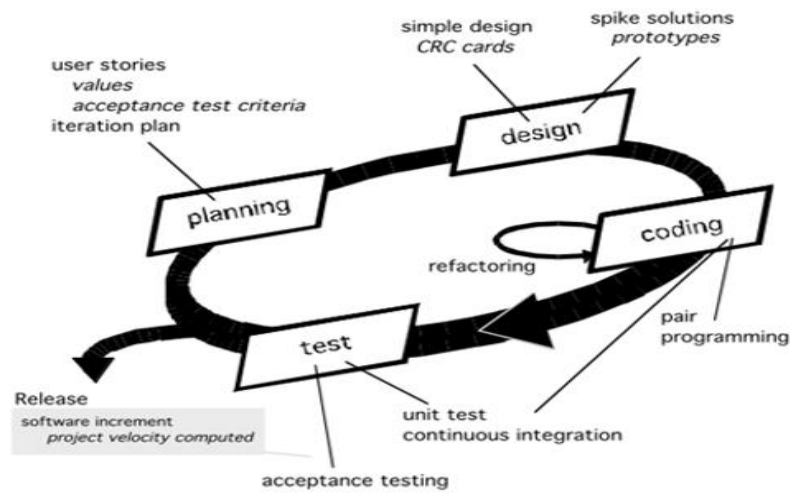 simple design
CRC cards
spike solutions
prototypes
user stories
values
acceptance test criteria
iteration plan
design
planning
coding
refactoring
test
pair
programming
Release
software increment
project velocity computed
unit test
continuous integration
acceptance testing